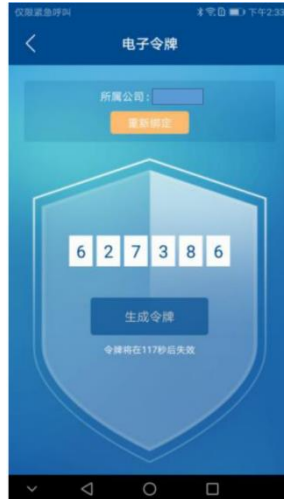 仅限紧急呼叫 下午2:33
电子令牌
所属公司：
重新绑定
6 2 7 3 8 6
生成令牌
令牌将在117秒后失效